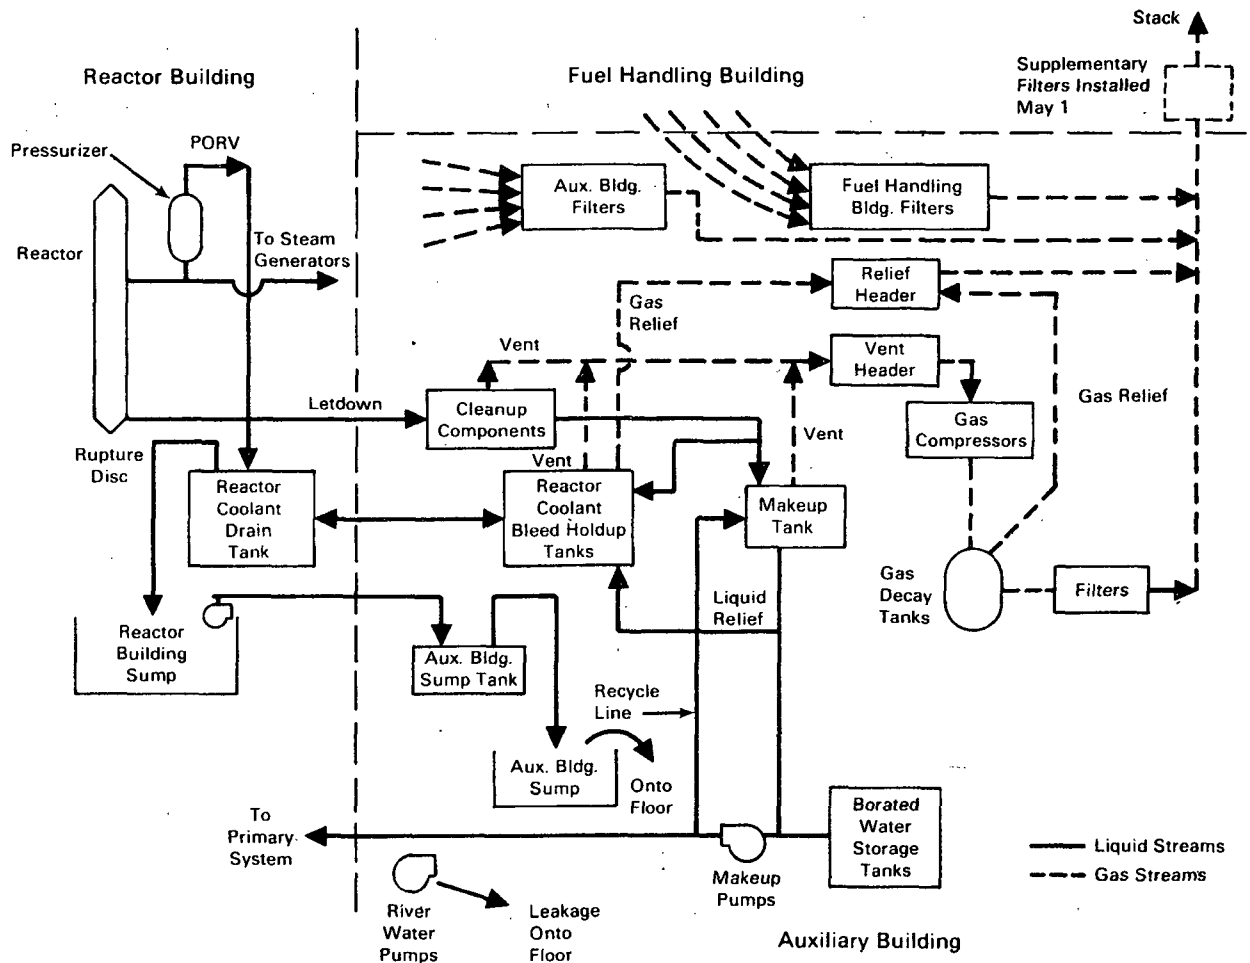 Stack
Supplementary
Filters Installed
May 1
Reactor Building
Fuel Handling Building
PORV
Pressurizer
Reactor
To Steam
Generators
Aux. Bldg.
Filters
Fuel Handling
Bldg. Filters
Relief
Header
Gas
Relief
Vent
Vent
Header
Gas Relief
Letdown
Cleanup
Components
Gas
Compressors
Vent
Rupture
Disc
Vent
Reactor
Coolant
Drain
Tank
Reactor
Coolant
Bleed Holdup
Tanks
Makeup
Tank
Gas
Decay
Tanks
Filters
Liquid
Relief
Reactor
Building
Sump
Aux. Bldg.
Sump Tank
Recycle
Line
Aux. Bldg.
Sump
Onto
Floor
To
Primary
System
Borated
Water
Storage
Tanks
Makeup
Pumps
Liquid Streams
Gas Streams
River
Water
Pumps
Leakage
Onto
Floor
Auxiliary Building